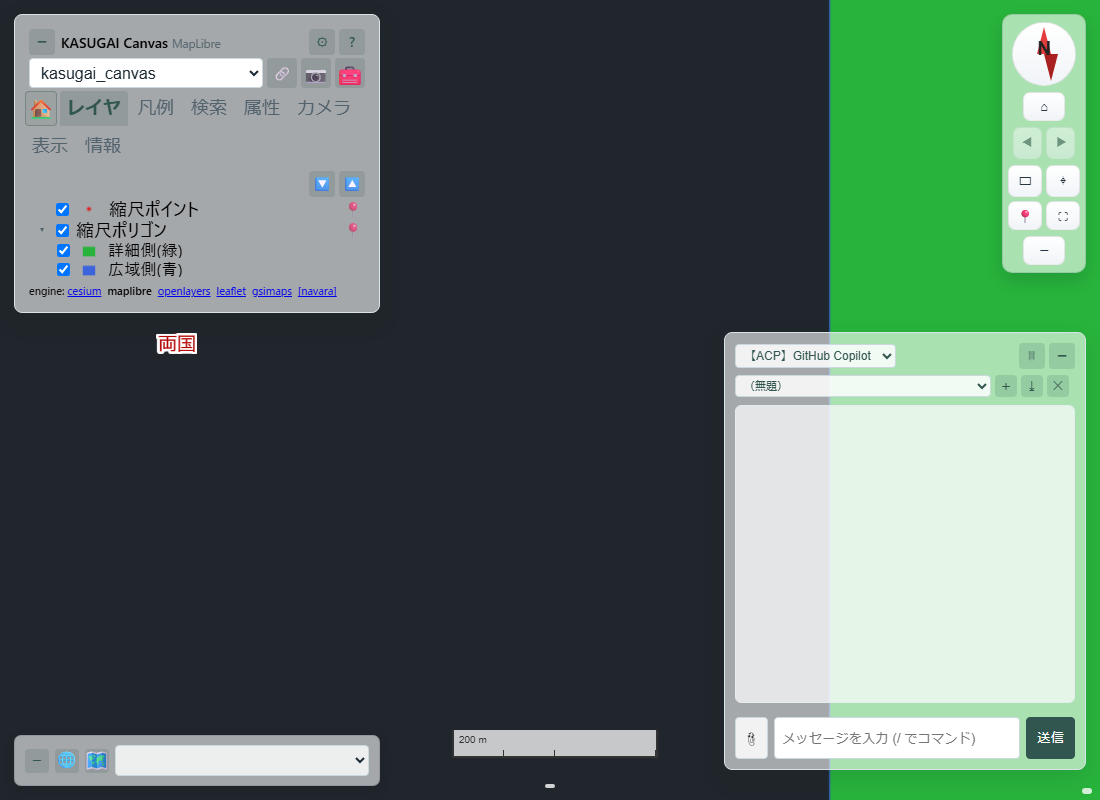 KASUGAI Canvas MapLibre
?
kasugai_canvas
レイヤ 凡例 検索 属性 カメラ
表示 情報
縮尺ポイント
縮尺ポリゴン
詳細側(緑)
広域側(青)
engine: cesium maplibre openlayers leaflet gsimaps [navara]
両国
N
【ACP】GitHub Copilot
（無題）
メッセージを入力 (/ でコマンド)
送信
200 m